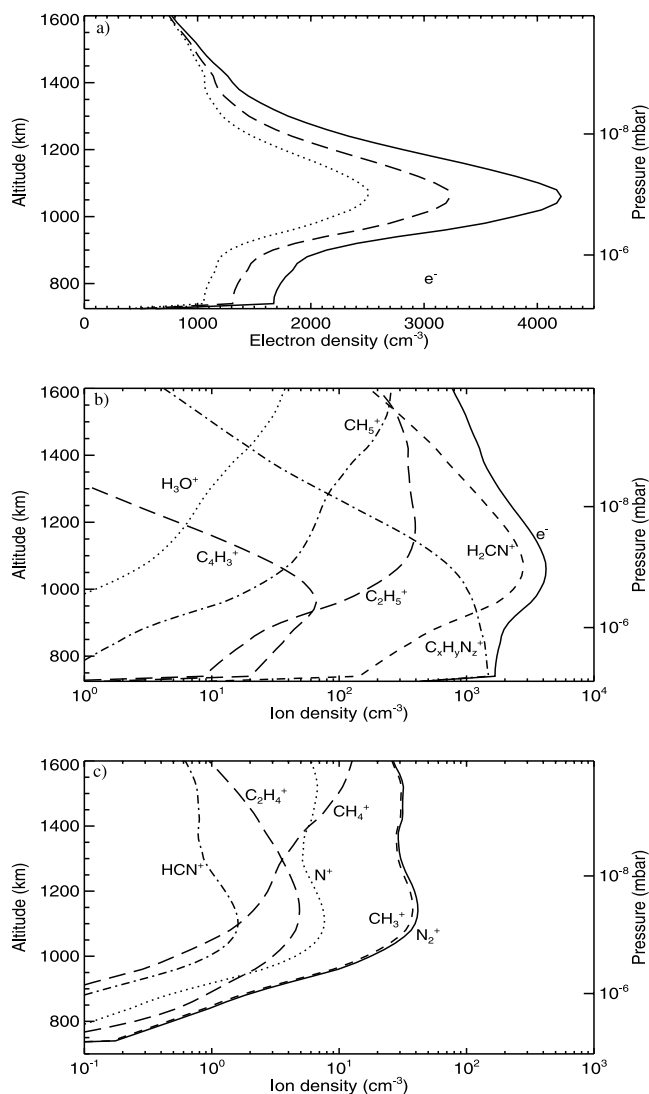 a)
1600
1400
1200
1000
800
Altitude (km)
10⁻⁸
10⁻⁶
Pressure (mbar)
e⁻
0 1000 2000 3000 4000
Electron density (cm⁻³)
b)
1600
1400
1200
1000
800
Altitude (km)
CH₅⁺
H₃O⁺
C₄H₃⁺
C₂H₅⁺
H₂CN⁺
e⁻
CₓHᵧN_z⁺
10⁻⁸
10⁻⁶
Pressure (mbar)
10⁰ 10¹ 10² 10³ 10⁴
Ion density (cm⁻³)
c)
1600
1400
1200
1000
800
Altitude (km)
C₂H₄⁺
CH₄⁺
HCN⁺
N⁺
CH₃⁺
N₂⁺
10⁻⁸
10⁻⁶
Pressure (mbar)
10⁻¹ 10⁰ 10¹ 10² 10³
Ion density (cm⁻³)